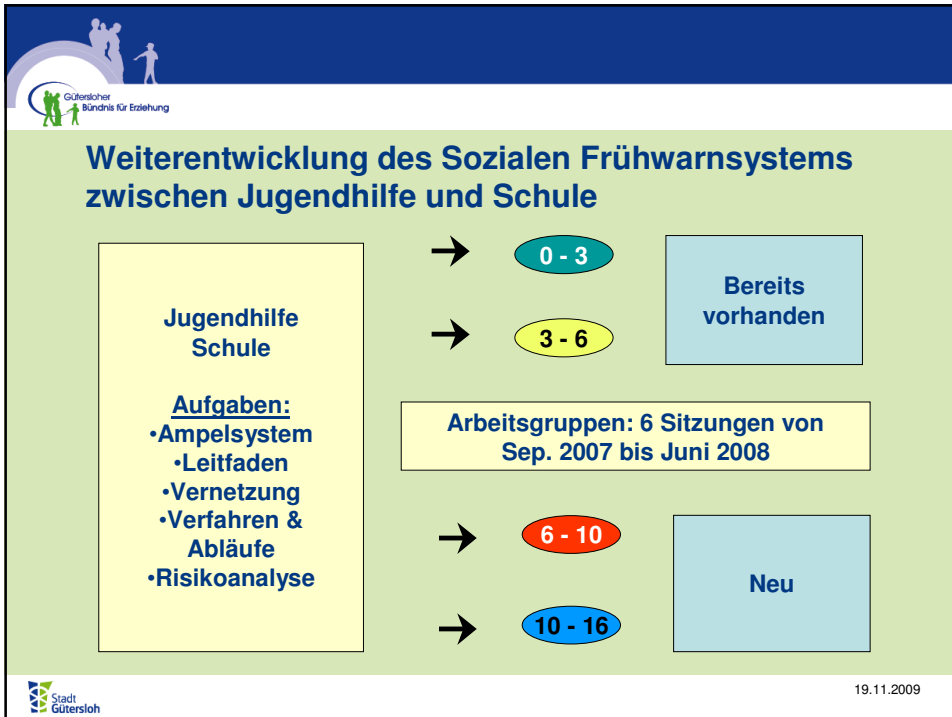 Gütersloher
Bündnis für Erziehung
Weiterentwicklung des Sozialen Frühwarnsystems
zwischen Jugendhilfe und Schule
Jugendhilfe
Schule
Aufgaben:
•Ampelsystem
•Leitfaden
•Vernetzung
•Verfahren &
Abläufe
•Risikoanalyse
0 - 3
3 - 6
Bereits
vorhanden
Arbeitsgruppen: 6 Sitzungen von
Sep. 2007 bis Juni 2008
6 - 10
10 - 16
Neu
Stadt
Gütersloh
19.11.2009